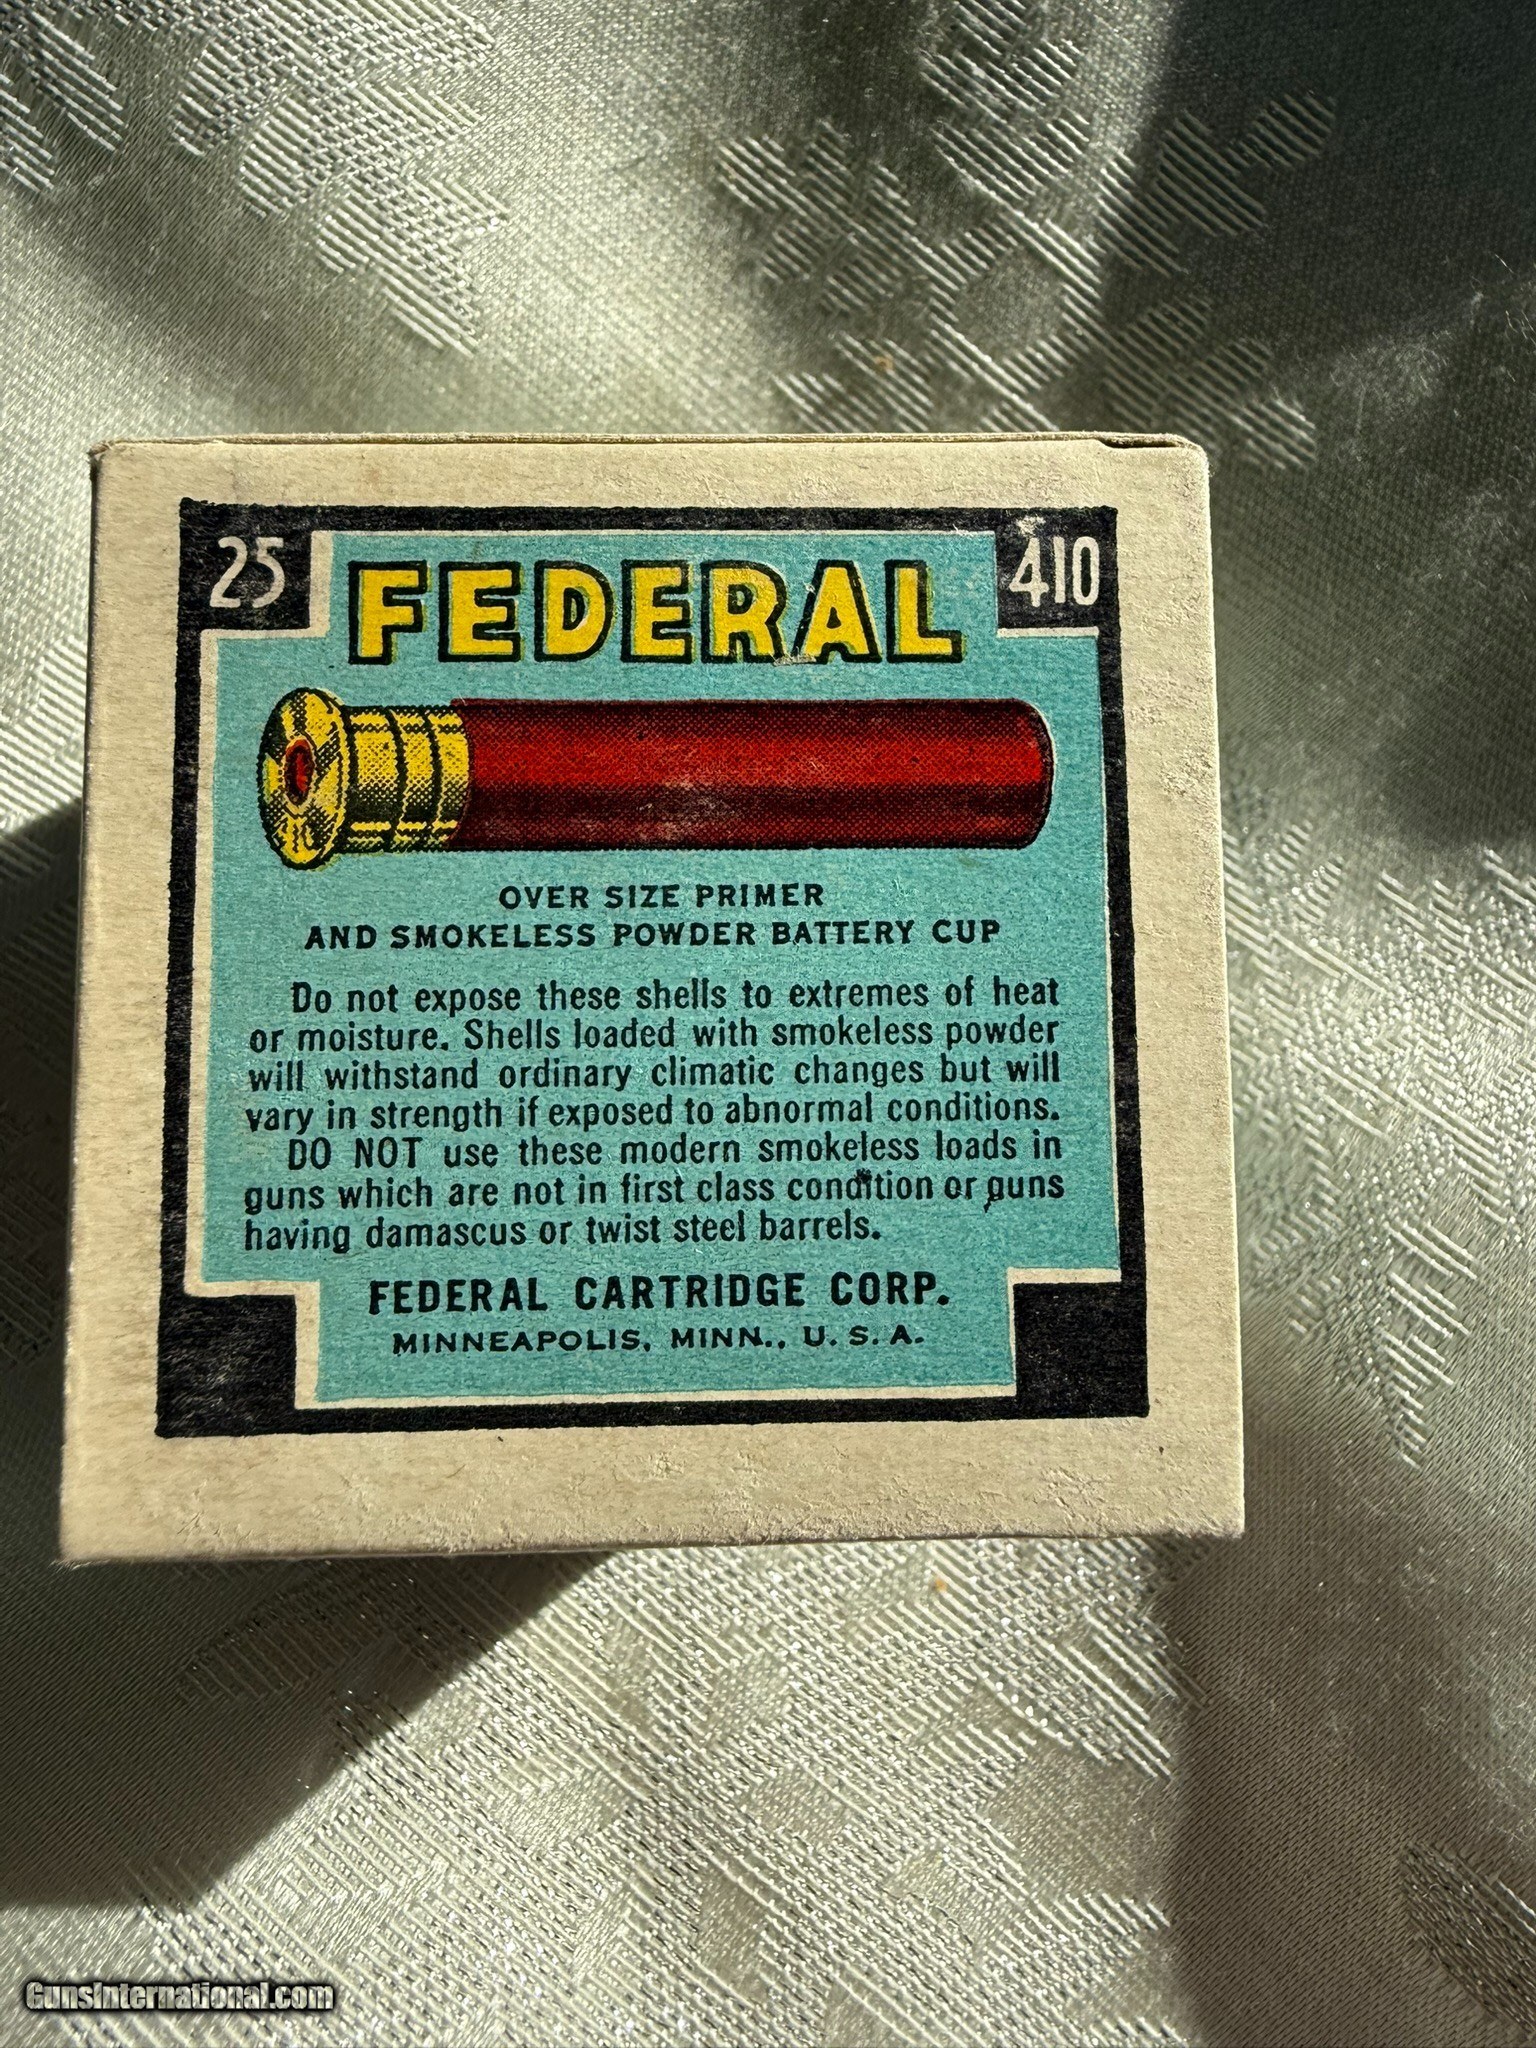 25 FEDERAL 410
OVER SIZE PRIMER
AND SMOKELESS POWDER BATTERY CUP
Do not expose these shells to extremes of heat
or moisture. Shells loaded with smokeless powder
will withstand ordinary climatic changes but will
vary in strength if exposed to abnormal conditions.
DO NOT use these modern smokeless loads in
guns which are not in first class condition or guns
having damascus or twist steel barrels.
FEDERAL CARTRIDGE CORP.
MINNEAPOLIS, MINN., U. S. A.
GunsInternational.com